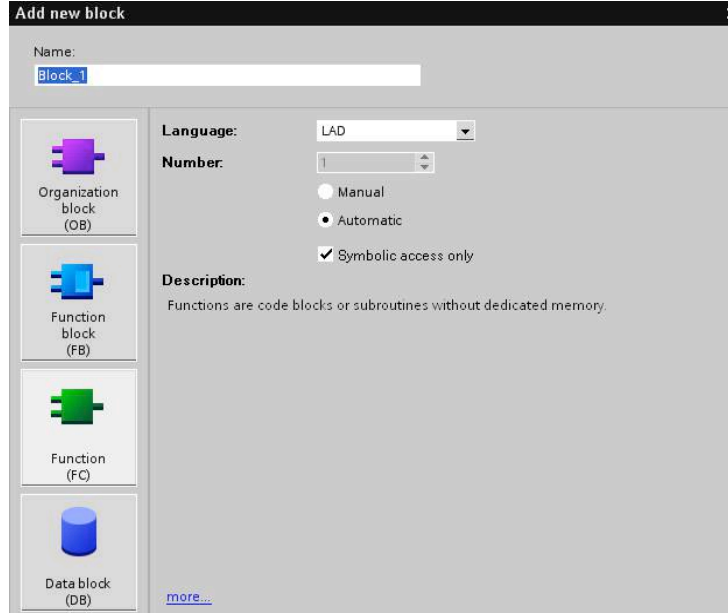 Add new block
Name:
Block_1
Organization
block
(OB)
Function
block
(FB)
Function
(FC)
Data block
(DB)
Language:
LAD
Number:
1
Manual
Automatic
Symbolic access only
Description:
Functions are code blocks or subroutines without dedicated memory.
more...